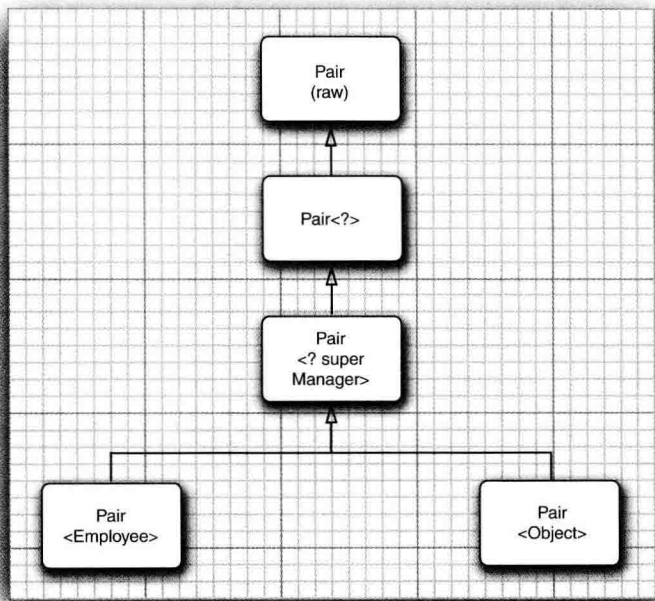 Pair
(raw)
Pair<?>
Pair
<? super
Manager>
Pair
<Employee>
Pair
<Object>